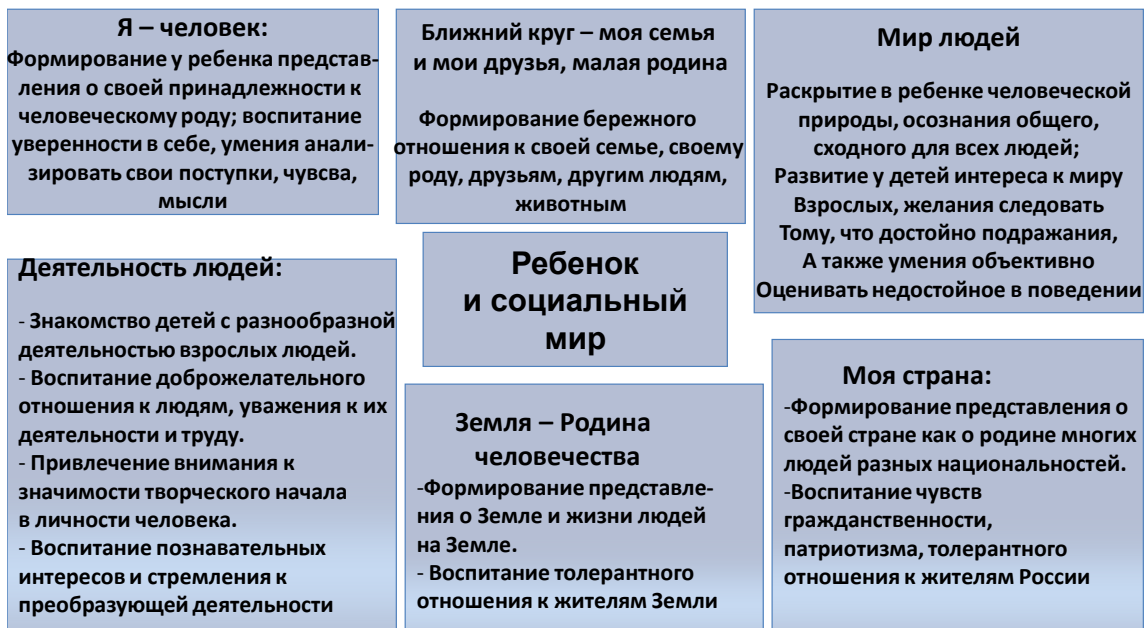 Я – человек:
Формирование у ребенка представ-
ления о своей принадлежности к
человеческому роду; воспитание
уверенности в себе, умения анали-
зировать свои поступки, чувсва,
мысли
Ближний круг – моя семья
и мои друзья, малая родина
Формирование бережного
отношения к своей семье, своему
роду, друзьям, другим людям,
животным
Мир людей
Раскрытие в ребенке человеческой
природы, осознания общего,
сходного для всех людей;
Развитие у детей интереса к миру
Взрослых, желания следовать
Тому, что достойно подражания,
А также умения объективно
Оценивать недостойное в поведении
Ребенок
и социальный
мир
Деятельность людей:
- Знакомство детей с разнообразной
деятельностью взрослых людей.
- Воспитание доброжелательного
отношения к людям, уважения к их
деятельности и труду.
- Привлечение внимания к
значимости творческого начала
в личности человека.
- Воспитание познавательных
интересов и стремления к
преобразующей деятельности
Земля – Родина
человечества
-Формирование представле-
ния о Земле и жизни людей
на Земле.
- Воспитание толерантного
отношения к жителям Земли
Моя страна:
-Формирование представления о
своей стране как о родине многих
людей разных национальностей.
-Воспитание чувств
гражданственности,
патриотизма, толерантного
отношения к жителям России